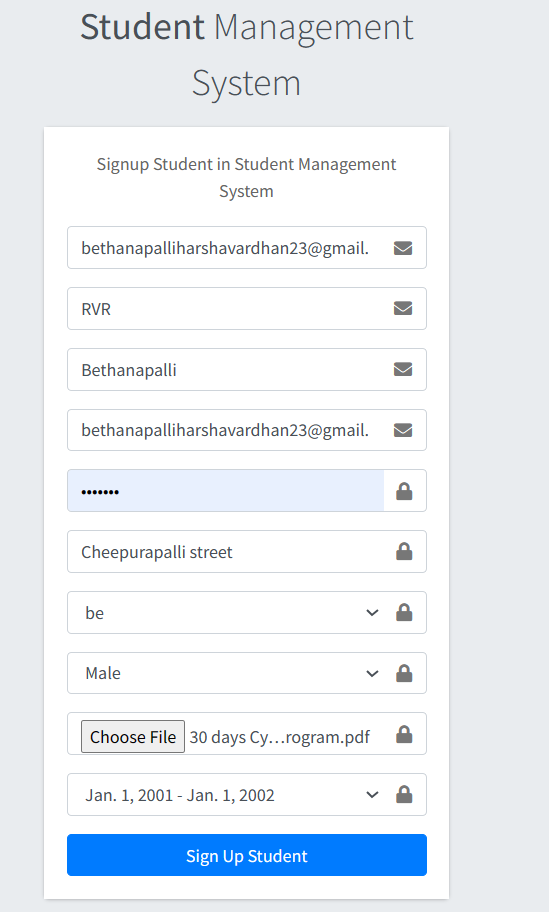 Student Management
System
Signup Student in Student Management
System
bethanapalliharshavardhan23@gmail.
RVR
Bethanapalli
bethanapalliharshavardhan23@gmail.
•••••••
Cheepurapalli street
be
Male
Choose File 30 days Cy…rogram.pdf
Jan. 1, 2001 - Jan. 1, 2002
Sign Up Student